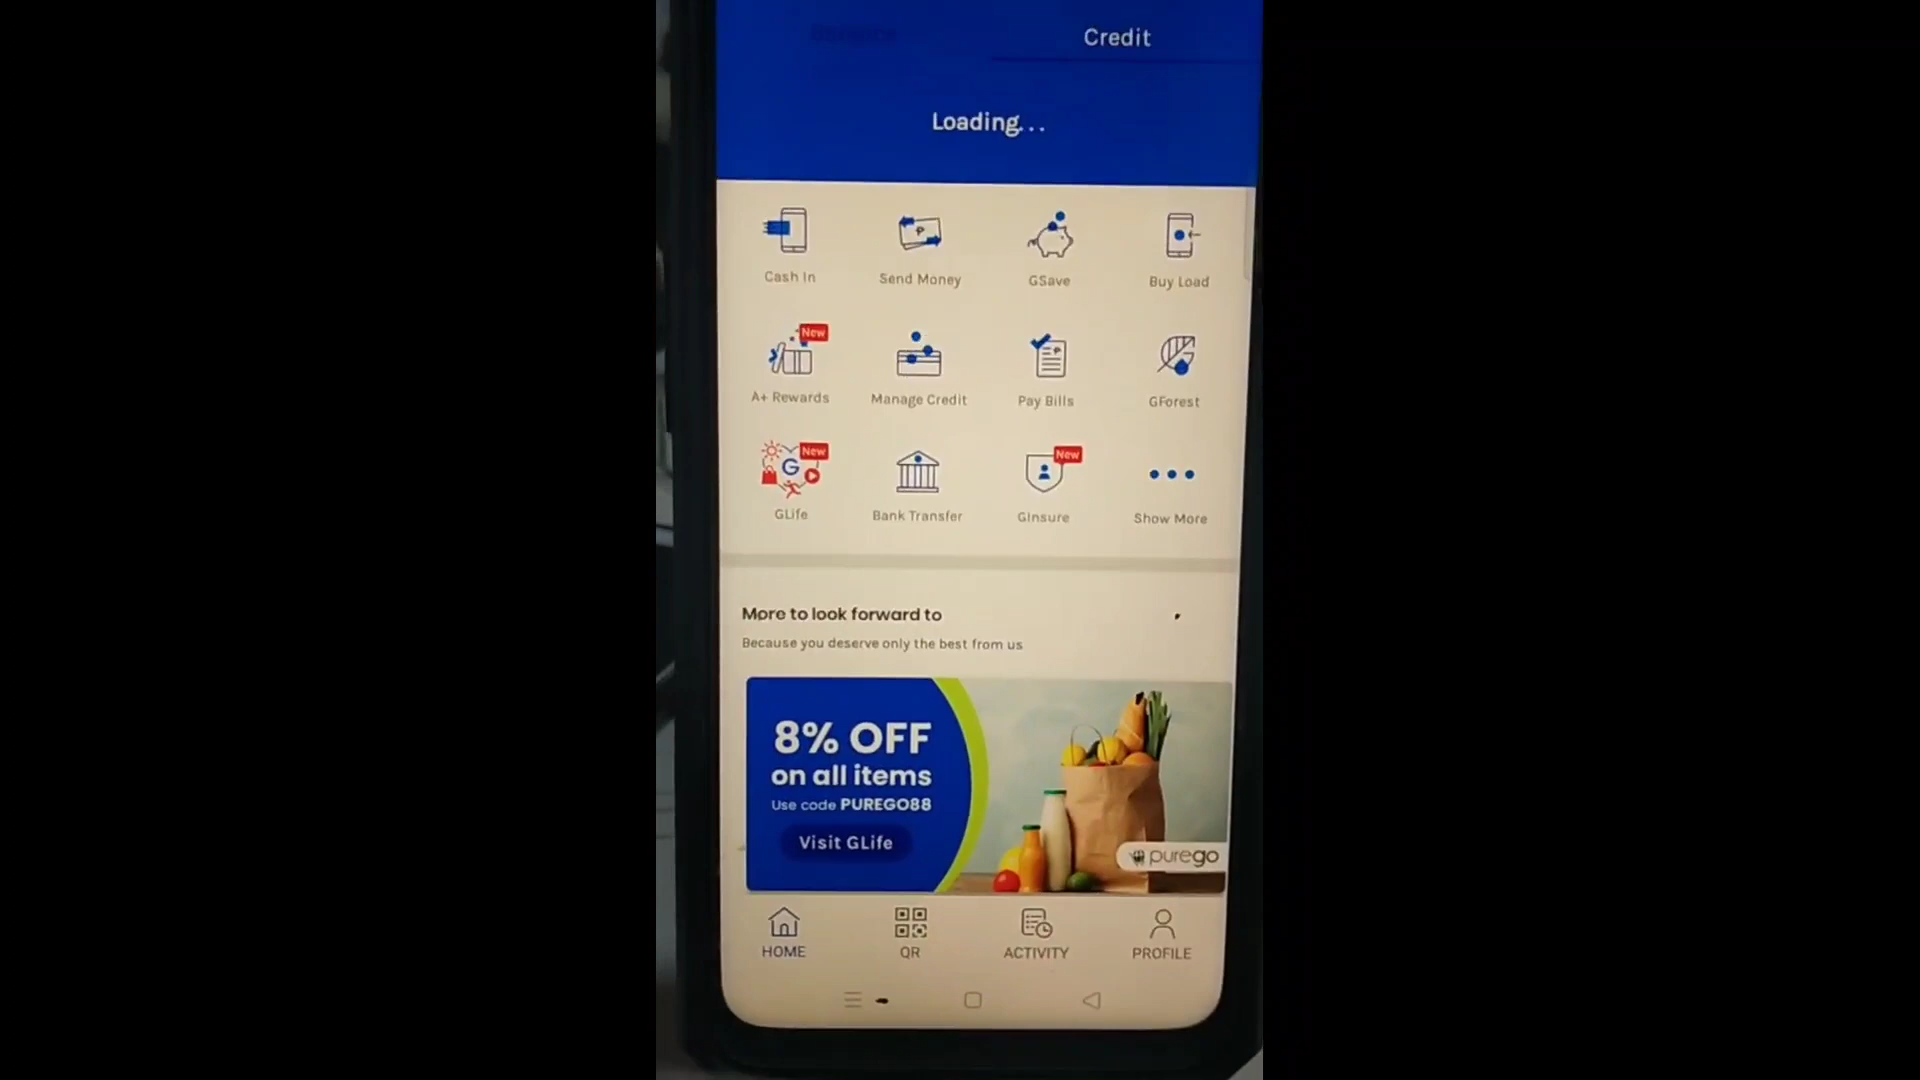 Credit
Loading...
Cash In
Send Money
GSave
Buy Load
New
A+ Rewards
Manage Credit
Pay Bills
GForest
New
G
GLife
Bank Transfer
New
GInsure
Show More
More to look forward to
Because you deserve only the best from us
8% OFF
on all items
Use code PUREGO88
Visit GLife
purego
HOME
QR
ACTIVITY
PROFILE